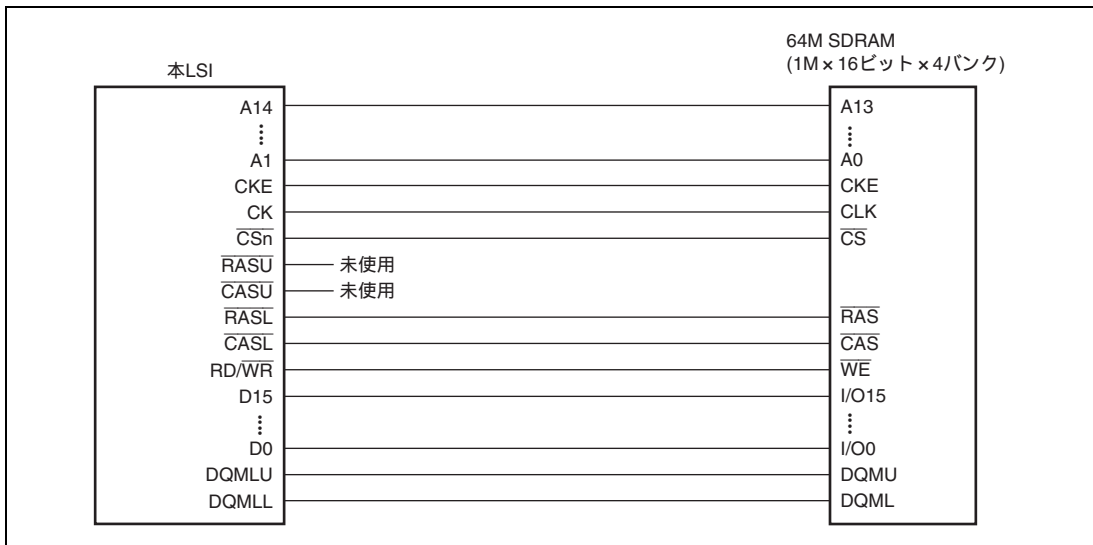 64M SDRAM
(1M×16ビット×4バンク)
本LSI
A14 A13
A1 A0
CKE CKE
CK CLK
CSn CS
RASU 未使用
CASU 未使用
RASL RAS
CASL CAS
RD/WR WE
D15 I/O15
D0 I/O0
DQMLU DQMU
DQMLL DQML